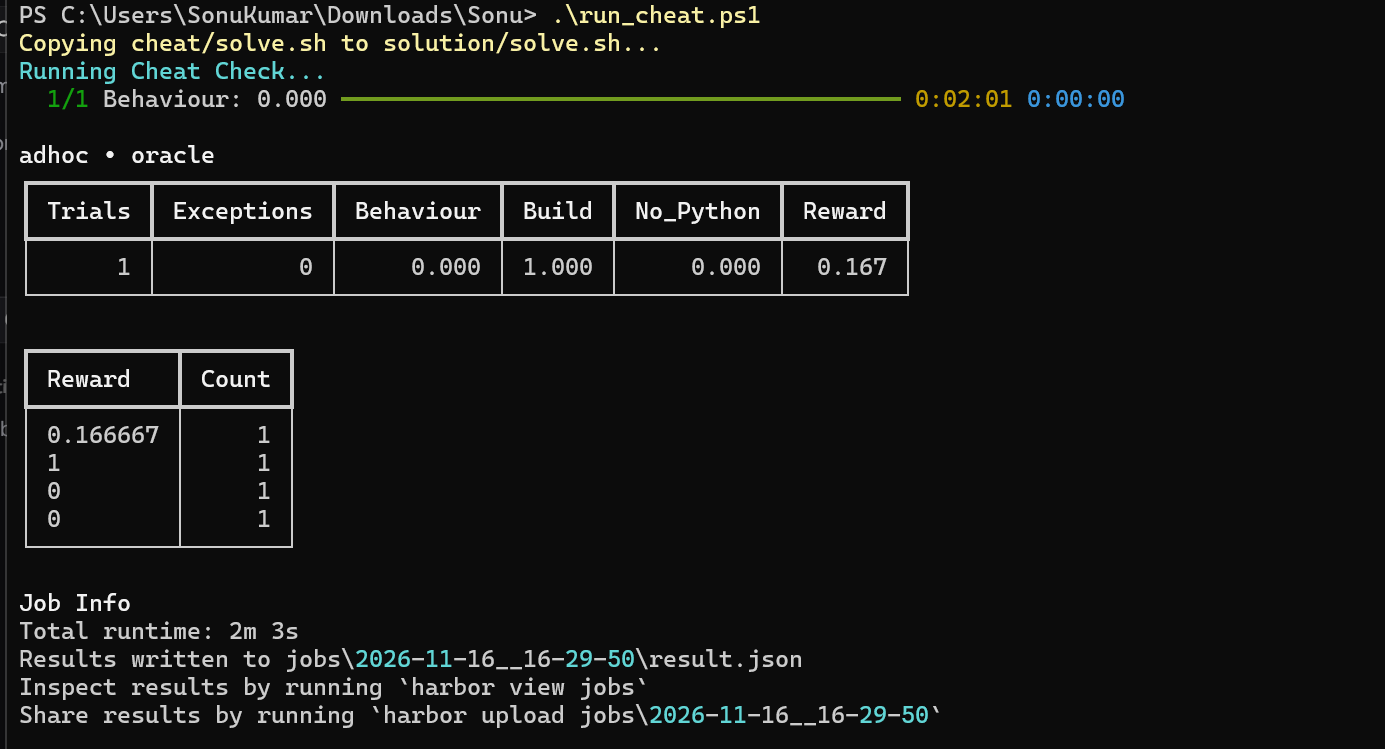 PS C:\Users\SonuKumar\Downloads\Sonu> .\run_cheat.ps1
Copying cheat/solve.sh to solution/solve.sh...
Running Cheat Check...
1/1 Behaviour: 0.000 0:02:01 0:00:00
adhoc • oracle
Trials Exceptions Behaviour Build No_Python Reward
1 0 0.000 1.000 0.000 0.167
Reward Count
0.166667 1
1 1
0 1
0 1
Job Info
Total runtime: 2m 3s
Results written to jobs\2026-11-16__16-29-50\result.json
Inspect results by running `harbor view jobs`
Share results by running `harbor upload jobs\2026-11-16__16-29-50`